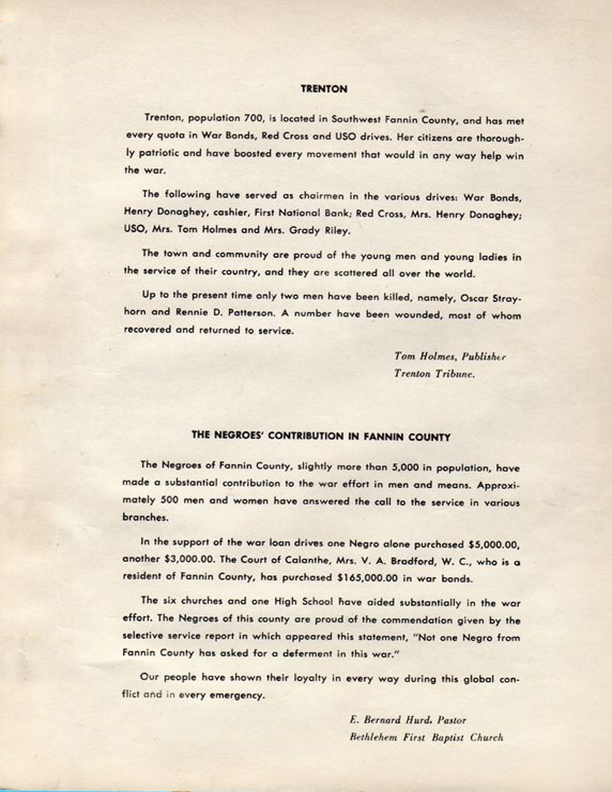 TRENTON
Trenton, population 700, is located in Southwest Fannin County, and has met
every quota in War Bonds, Red Cross and USO drives. Her citizens are thorough-
ly patriotic and have boosted every movement that would in any way help win
the war.
The following have served as chairmen in the various drives: War Bonds,
Henry Donaghey, cashier, First National Bank; Red Cross, Mrs. Henry Donaghey;
USO, Mrs. Tom Holmes and Mrs. Grady Riley.
The town and community are proud of the young men and young ladies in
the service of their country, and they are scattered all over the world.
Up to the present time only two men have been killed, namely, Oscar Stray-
horn and Rennie D. Patterson. A number have been wounded, most of whom
recovered and returned to service.
Tom Holmes, Publisher
Trenton Tribune.
THE NEGROES' CONTRIBUTION IN FANNIN COUNTY
The Negroes of Fannin County, slightly more than 5,000 in population, have
made a substantial contribution to the war effort in men and means. Approxi-
mately 500 men and women have answered the call to the service in various
branches.
In the support of the war loan drives one Negro alone purchased $5,000.00,
another $3,000.00. The Court of Calanthe, Mrs. V. A. Bradford, W. C., who is a
resident of Fannin County, has purchased $165,000.00 in war bonds.
The six churches and one High School have aided substantially in the war
effort. The Negroes of this county are proud of the commendation given by the
selective service report in which appeared this statement, "Not one Negro from
Fannin County has asked for a deferment in this war."
Our people have shown their loyalty in every way during this global con-
flict and in every emergency.
E. Bernard Hurd, Pastor
Bethlehem First Baptist Church